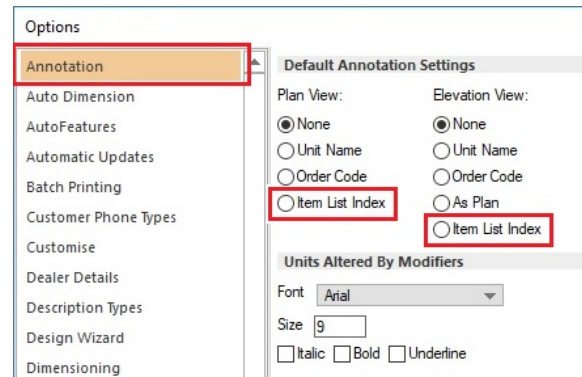 Options
Annotation
Auto Dimension
AutoFeatures
Automatic Updates
Batch Printing
Customer Phone Types
Customise
Dealer Details
Description Types
Design Wizard
Dimensioning
Default Annotation Settings
Plan View: Elevation View:
None None
Unit Name Unit Name
Order Code Order Code
Item List Index As Plan
Item List Index
Units Altered By Modifiers
Font Arial
Size 9
Italic Bold Underline